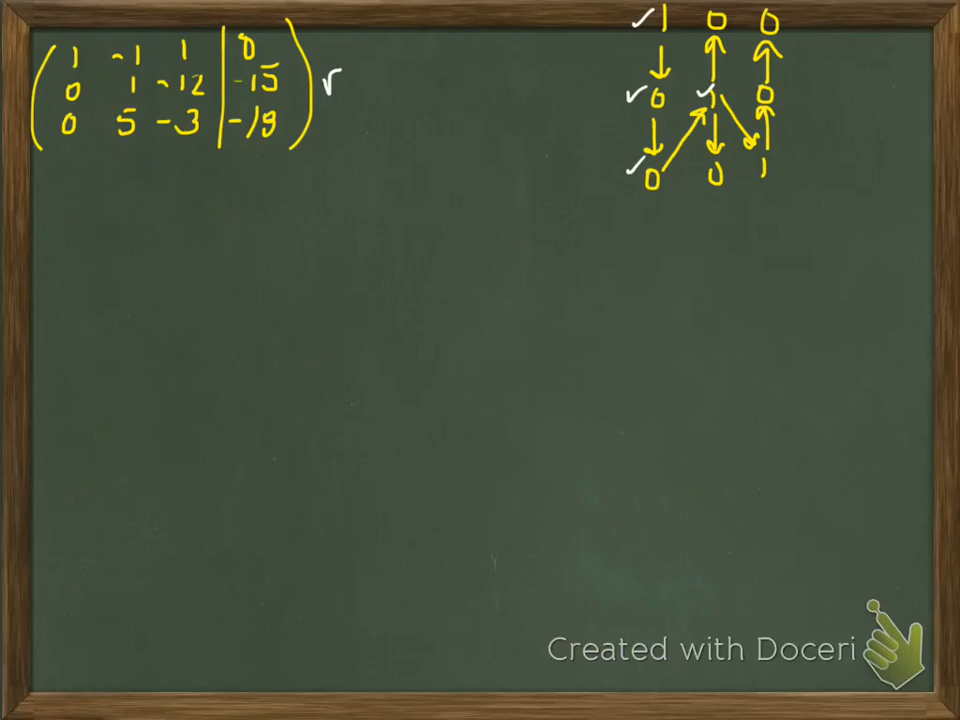 1 -1 1 | 0
0 1 -12 | -15
0 5 -3 | -18
r
✓1 0 0
✓0 ✓1 0
✓0 0 1
Created with Doceri